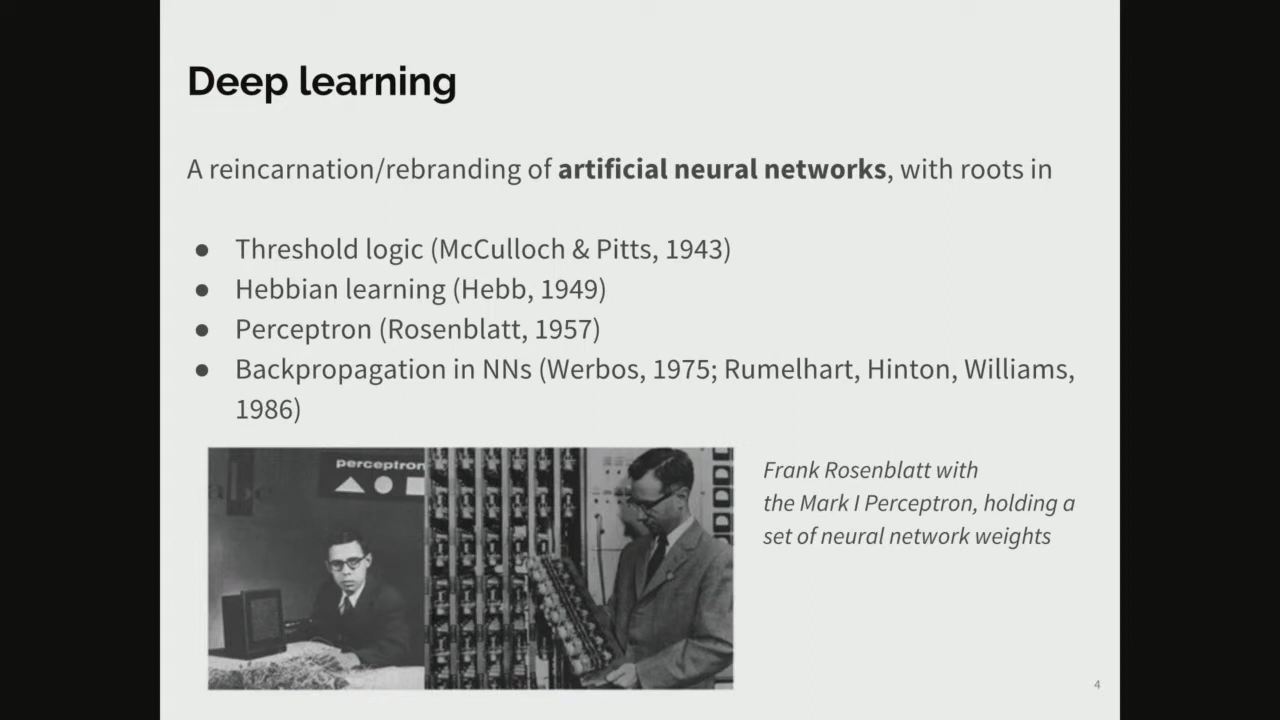 Deep learning
A reincarnation/rebranding of artificial neural networks, with roots in
● Threshold logic (McCulloch & Pitts, 1943)
● Hebbian learning (Hebb, 1949)
● Perceptron (Rosenblatt, 1957)
● Backpropagation in NNs (Werbos, 1975; Rumelhart, Hinton, Williams,
1986)
perceptron
abc
Frank Rosenblatt with
the Mark I Perceptron, holding a
set of neural network weights
4